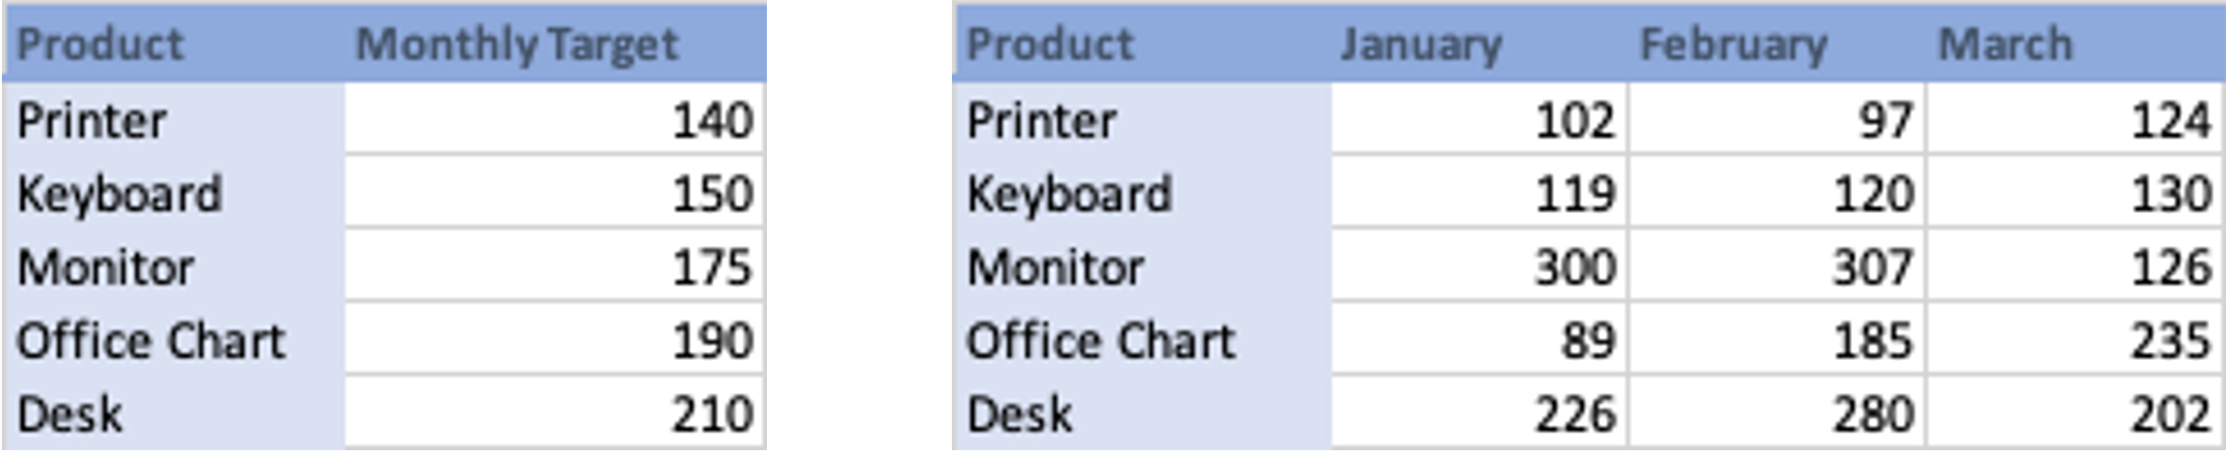 Product Monthly Target
Printer 140
Keyboard 150
Monitor 175
Office Chart 190
Desk 210
Product January February March
Printer 102 97 124
Keyboard 119 120 130
Monitor 300 307 126
Office Chart 89 185 235
Desk 226 280 202